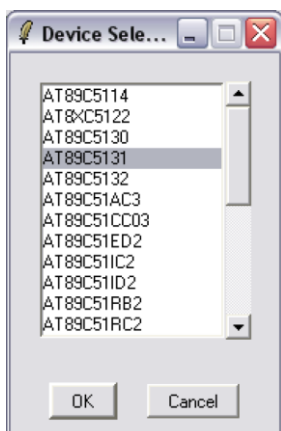 Device Sele...
AT89C5114
AT8XC5122
AT89C5130
AT89C5131
AT89C5132
AT89C51AC3
AT89C51CC03
AT89C51ED2
AT89C51IC2
AT89C51ID2
AT89C51RB2
AT89C51RC2
OK Cancel